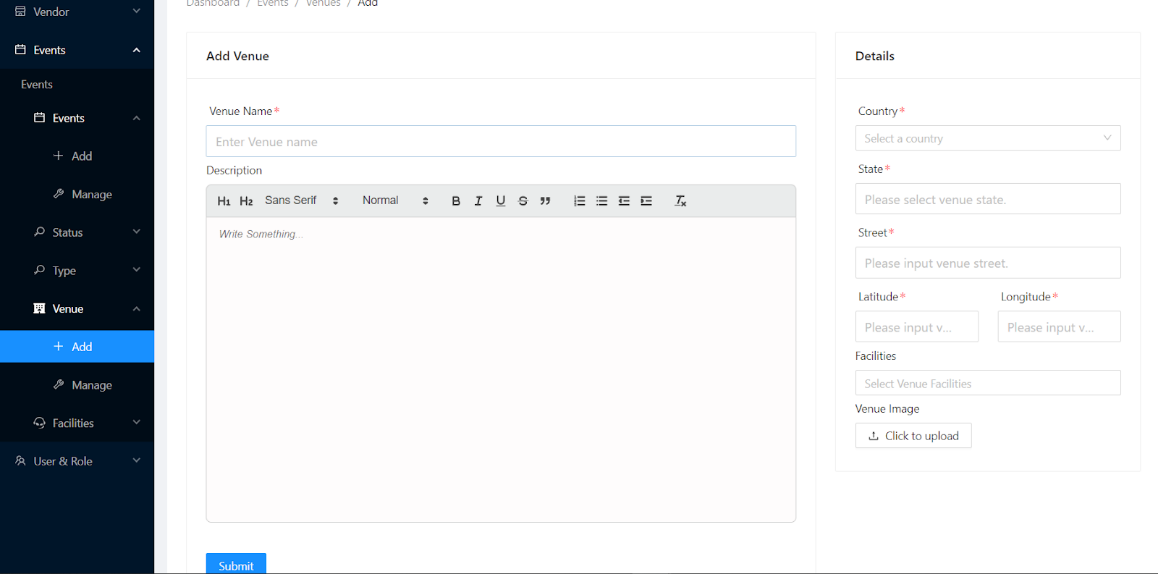 Dashboard / Events / Venues / Add
Vendor
Events
Events
Events
Add
Manage
Status
Type
Venue
Add
Manage
Facilities
User & Role
Add Venue
Venue Name*
Enter Venue name
Description
H1 H2 Sans Serif Normal B I U S
Write Something...
Submit
Details
Country*
Select a country
State*
Please select venue state.
Street*
Please input venue street.
Latitude* Longitude*
Please input v... Please input v...
Facilities
Select Venue Facilities
Venue Image
Click to upload